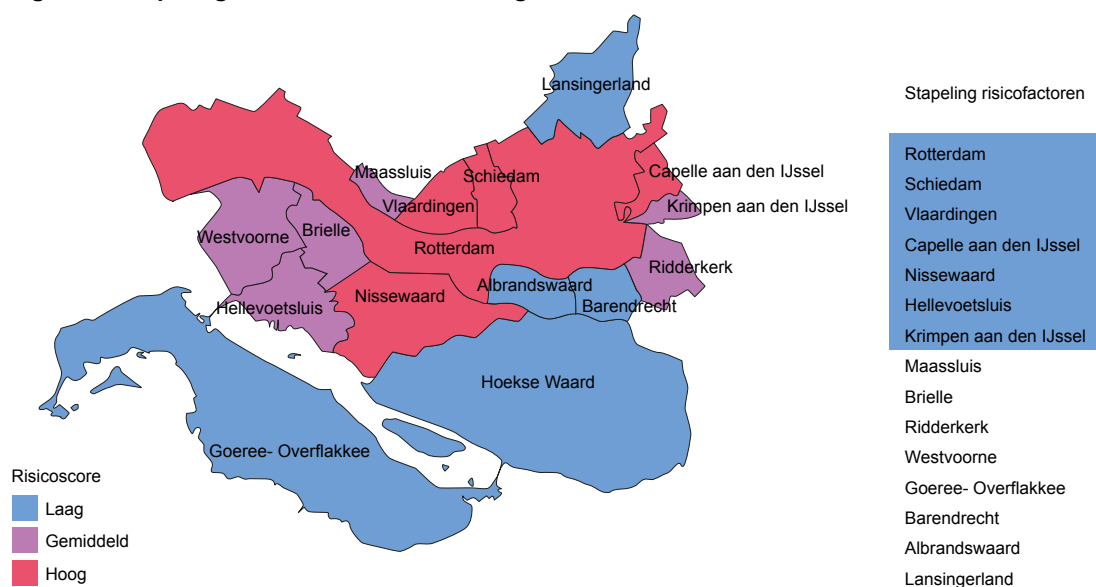 Lansingerland
Maassluis
Schiedam
Capelle aan den IJssel
Vlaardingen
Krimpen aan den IJssel
Westvoorne
Brielle
Rotterdam
Ridderkerk
Albrandswaard
Nissewaard
Barendrecht
Hellevoetsluis
Hoekse Waard
Goeree- Overflakkee
Risicoscore
Laag
Gemiddeld
Hoog
Stapeling risicofactoren
Rotterdam
Schiedam
Vlaardingen
Capelle aan den IJssel
Nissewaard
Hellevoetsluis
Krimpen aan den IJssel
Maassluis
Brielle
Ridderkerk
Westvoorne
Goeree- Overflakkee
Barendrecht
Albrandswaard
Lansingerland